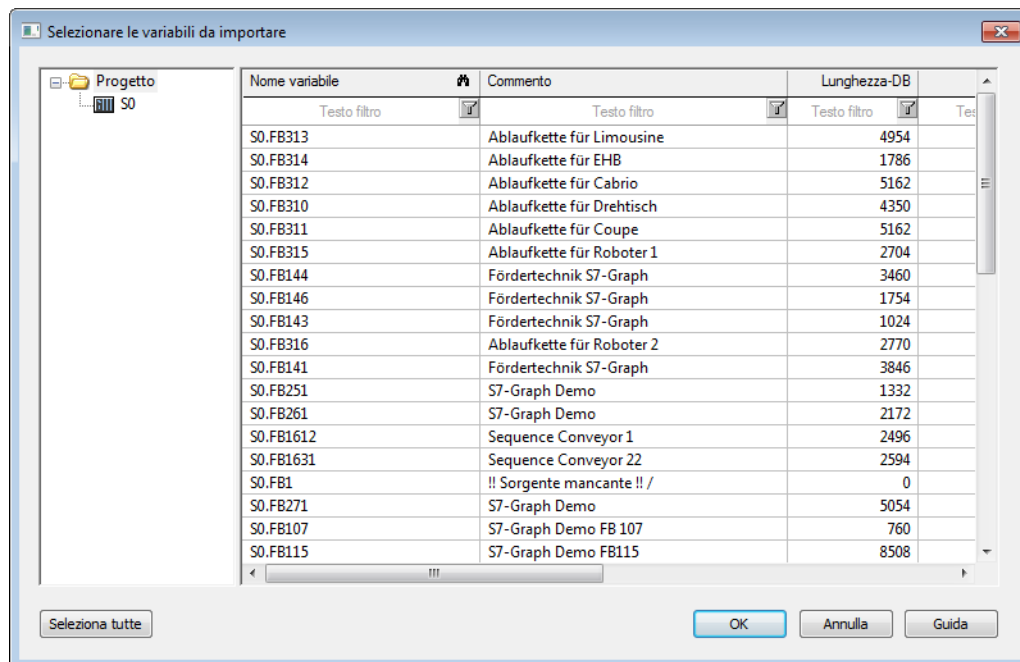 Selezionare le variabili da importare
Progetto
S0
Nome variabile Commento Lunghezza-DB
Testo filtro Testo filtro Testo filtro Tes
S0.FB313 Ablaufkette für Limousine 4954
S0.FB314 Ablaufkette für EHB 1786
S0.FB312 Ablaufkette für Cabrio 5162
S0.FB310 Ablaufkette für Drehtisch 4350
S0.FB311 Ablaufkette für Coupe 5162
S0.FB315 Ablaufkette für Roboter 1 2704
S0.FB144 Fördertechnik S7-Graph 3460
S0.FB146 Fördertechnik S7-Graph 1754
S0.FB143 Fördertechnik S7-Graph 1024
S0.FB316 Ablaufkette für Roboter 2 2770
S0.FB141 Fördertechnik S7-Graph 3846
S0.FB251 S7-Graph Demo 1332
S0.FB261 S7-Graph Demo 2172
S0.FB1612 Sequence Conveyor 1 2496
S0.FB1631 Sequence Conveyor 22 2594
S0.FB1 !! Sorgente mancante !! / 0
S0.FB271 S7-Graph Demo 5054
S0.FB107 S7-Graph Demo FB 107 760
S0.FB115 S7-Graph Demo FB115 8508
Seleziona tutte OK Annulla Guida